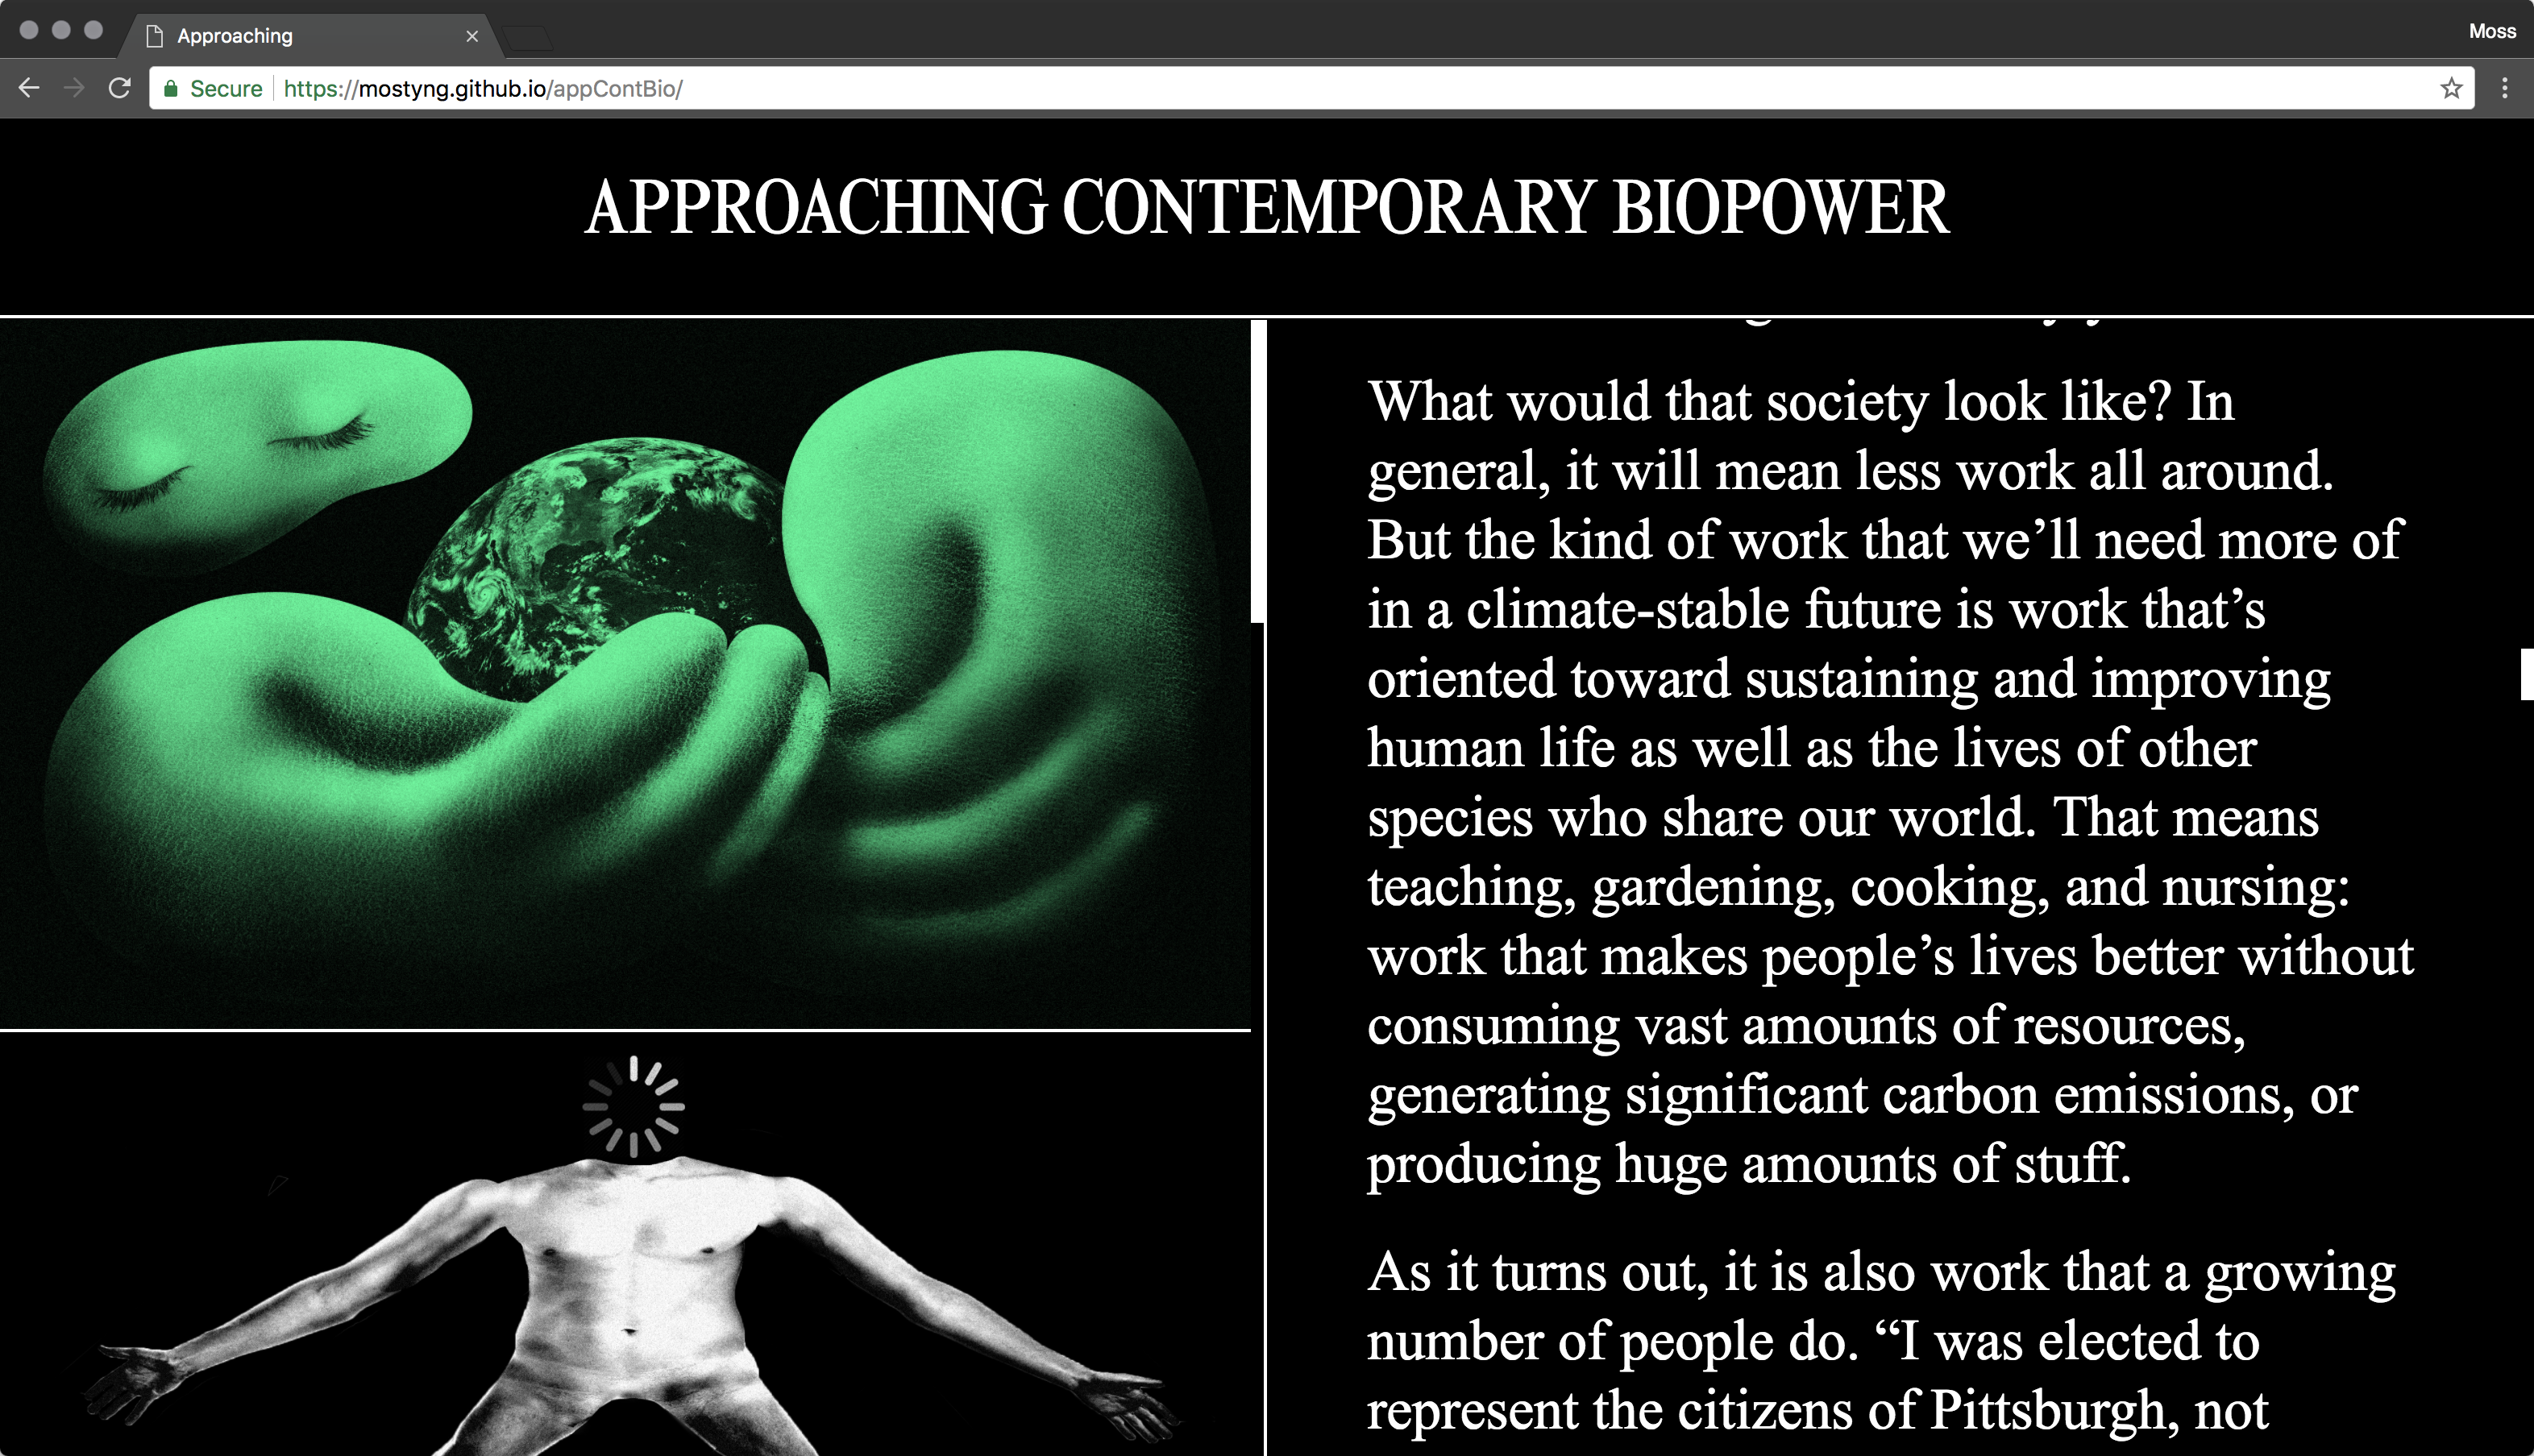 Approaching
Moss
Secure
https://mostyng.github.io/appContBio/
APPROACHING CONTEMPORARY BIOPOWER
What would that society look like? In
general, it will mean less work all around.
But the kind of work that we’ll need more of
in a climate-stable future is work that’s
oriented toward sustaining and improving
human life as well as the lives of other
species who share our world. That means
teaching, gardening, cooking, and nursing:
work that makes people’s lives better without
consuming vast amounts of resources,
generating significant carbon emissions, or
producing huge amounts of stuff.
As it turns out, it is also work that a growing
number of people do. “I was elected to
represent the citizens of Pittsburgh, not